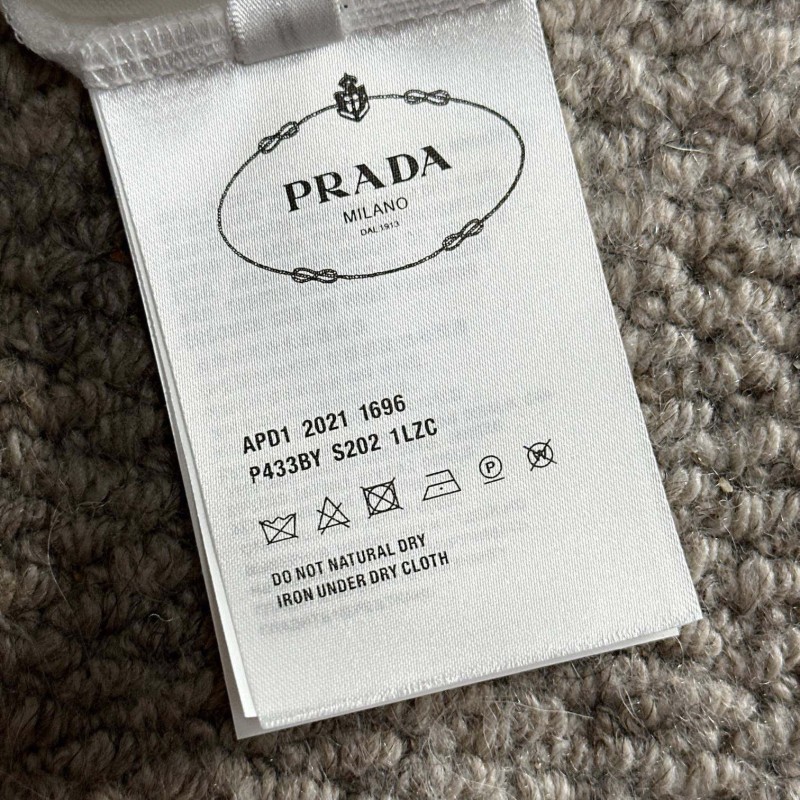 PRADA
MILANO
DAL 1913
APD1 2021 1696
P433BY S202 1LZC
P
W
DO NOT NATURAL DRY
IRON UNDER DRY CLOTH